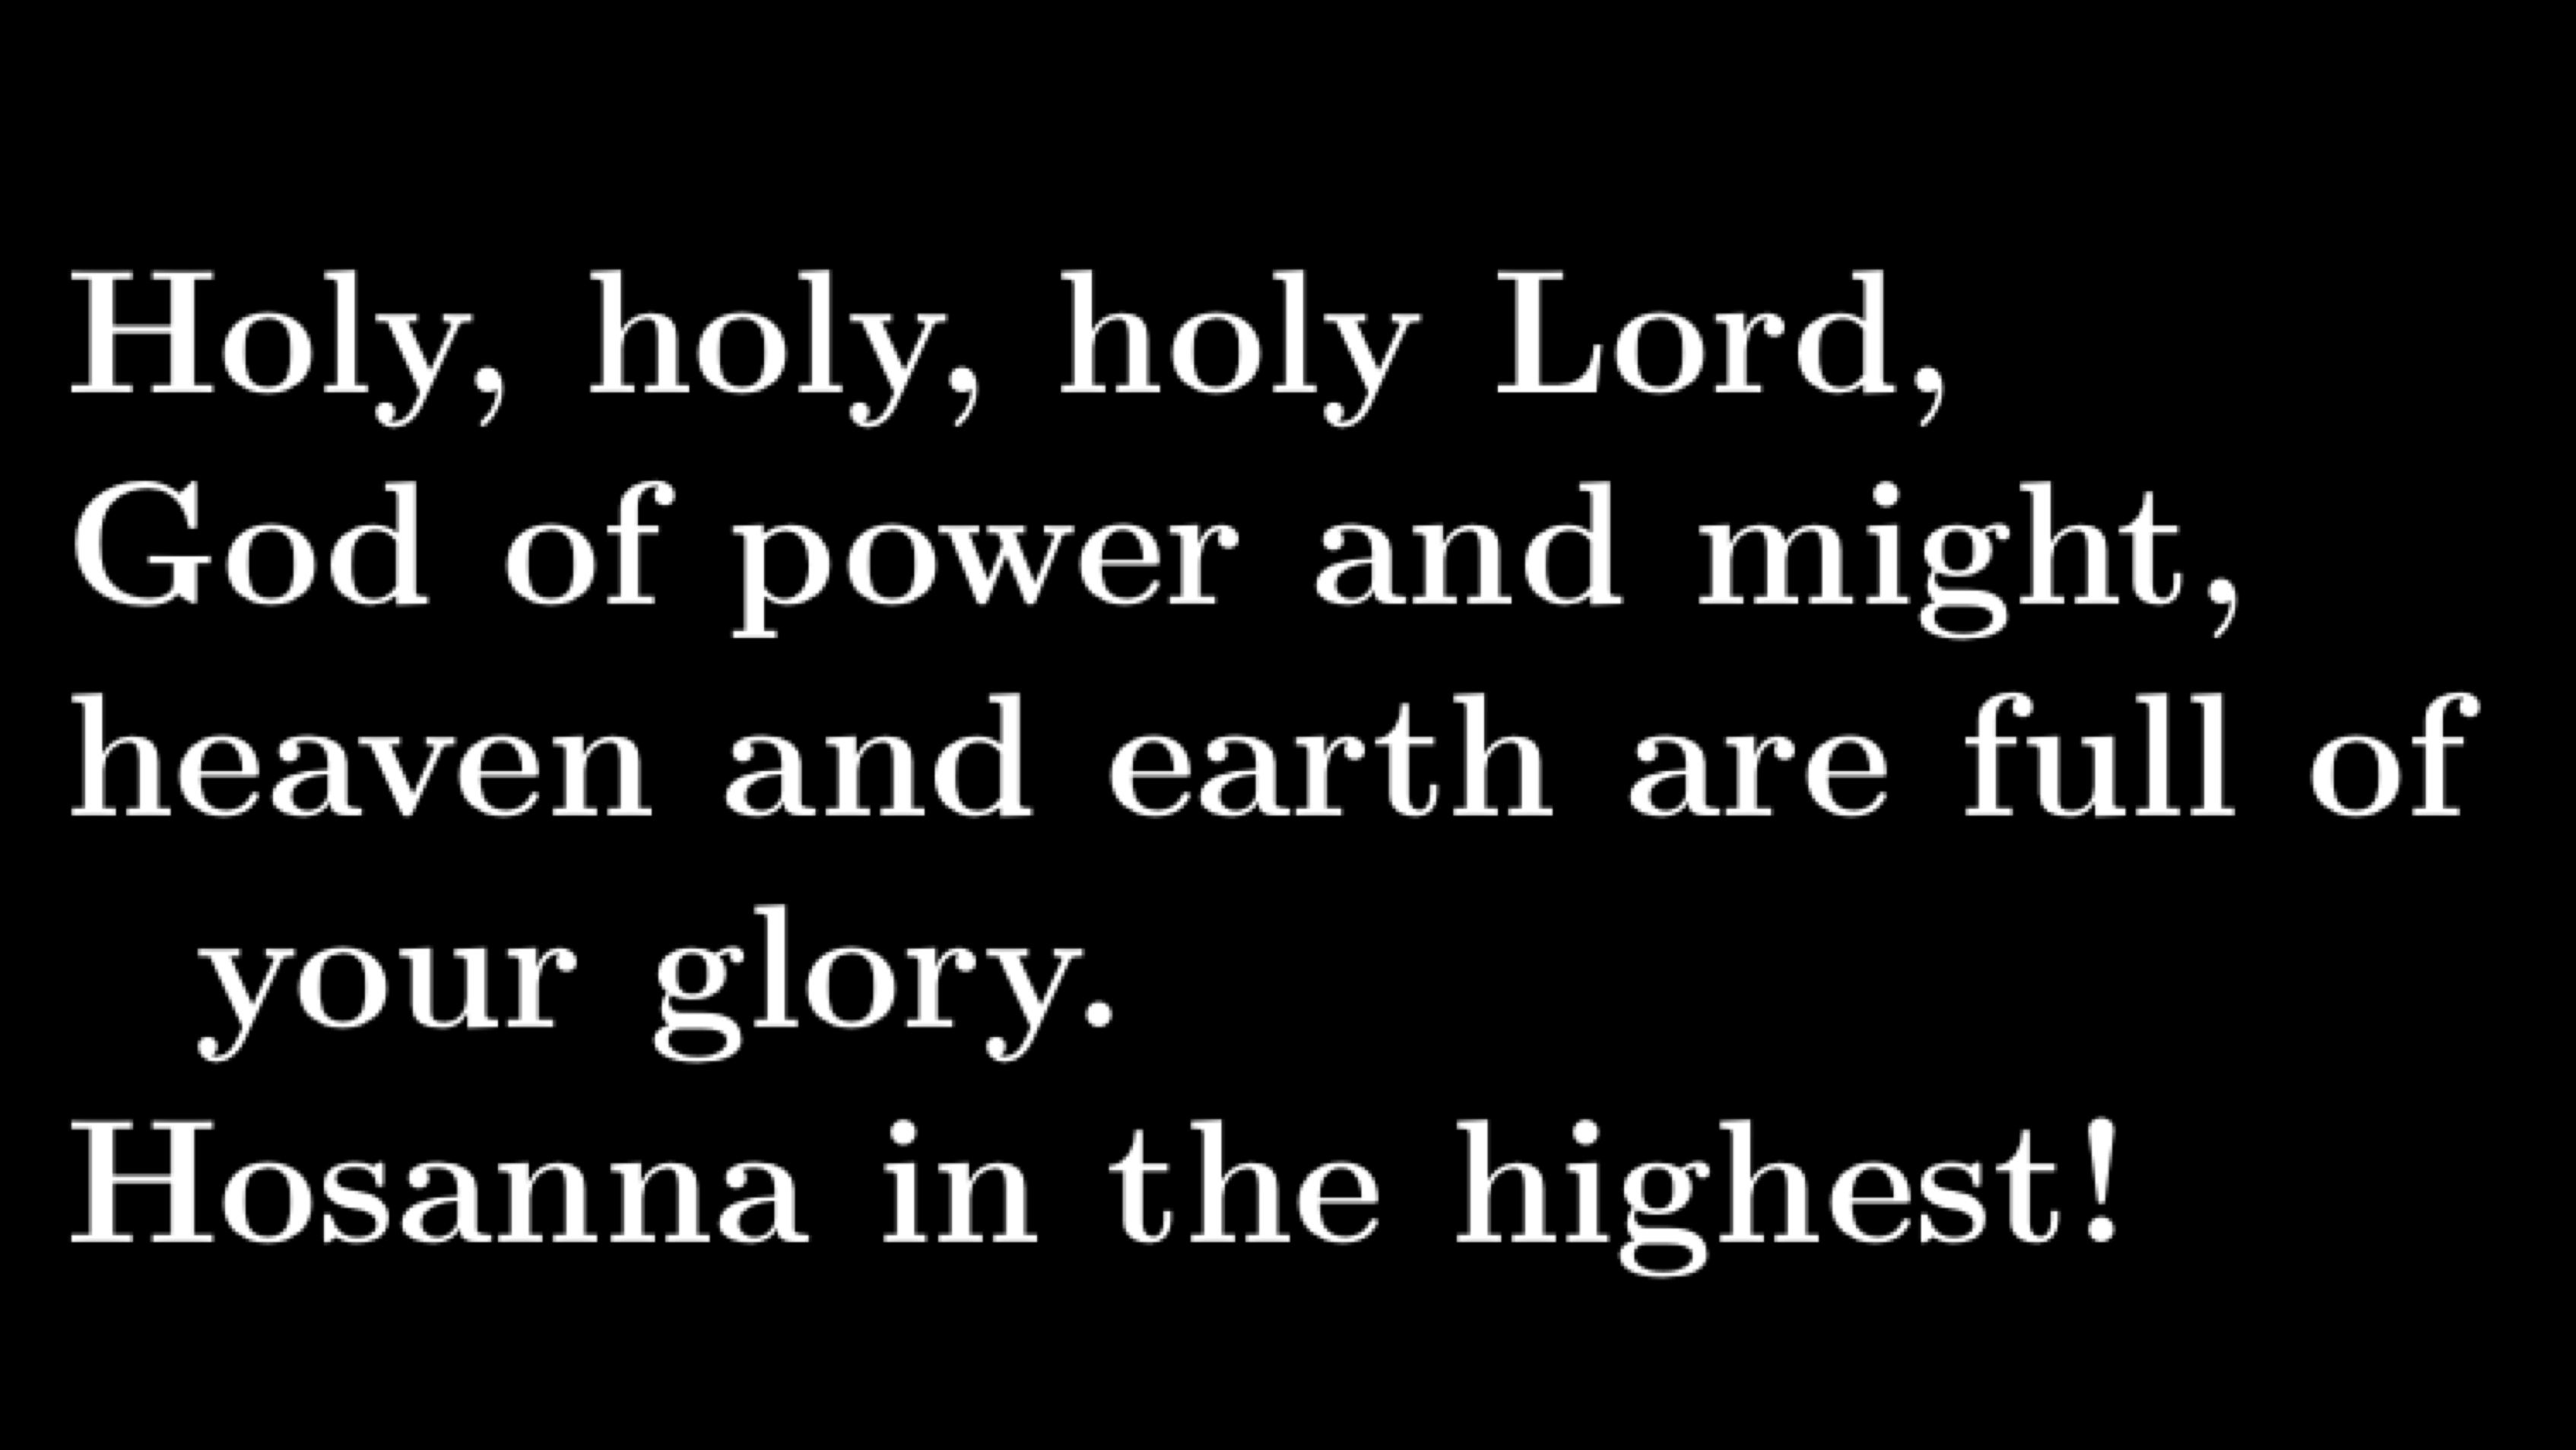 Holy, holy, holy Lord,
God of power and might,
heaven and earth are full of
your glory.
Hosanna in the highest!